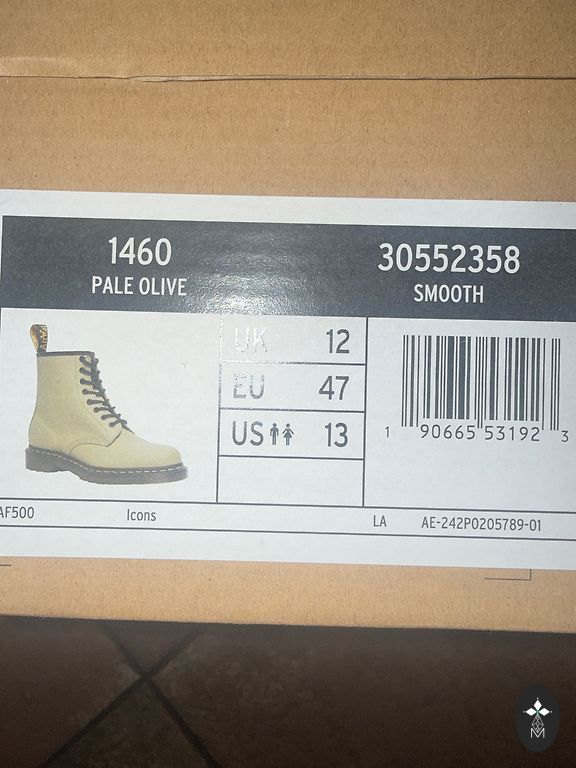 1460
PALE OLIVE
30552358
SMOOTH
UK 12
EU 47
US 13
1 90665 53192 3
AF500 Icons LA AE-242P0205789-01
M